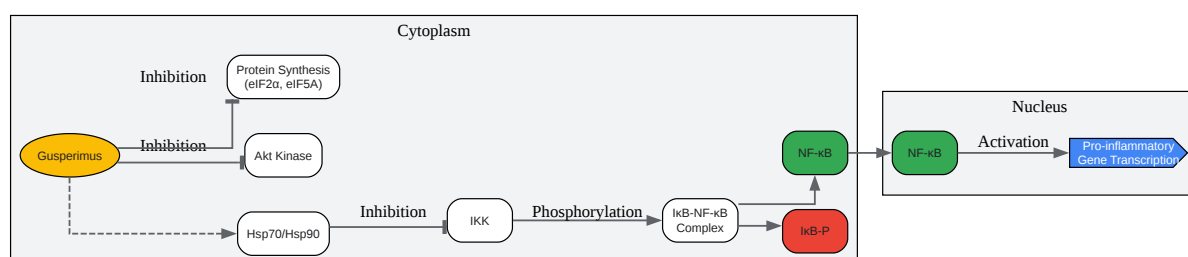 Cytoplasm
Inhibition
Protein Synthesis
(eIF2α, eIF5A)
Nucleus
Gusperimus
Inhibition
Akt Kinase
NF-κB
NF-κB
Activation
Pro-inflammatory
Gene Transcription
Hsp70/Hsp90
Inhibition
IKK
Phosphorylation
IκB-NF-κB
Complex
IκB-P